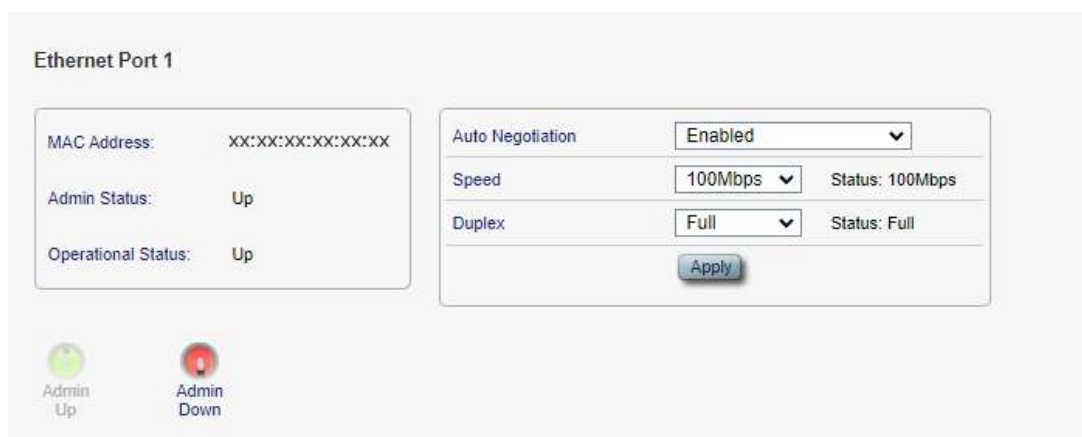 Ethernet Port 1
MAC Address: xx:xx:xx:xx:xx:xx
Admin Status: Up
Operational Status: Up
Auto Negotiation Enabled
Speed 100Mbps Status: 100Mbps
Duplex Full Status: Full
Apply
Admin
Up
Admin
Down